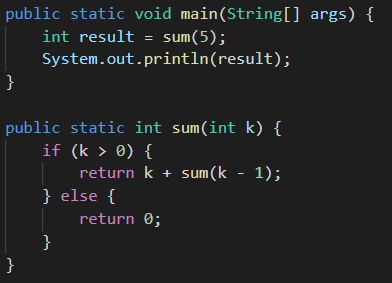 public static void main(String[] args) {
    int result = sum(5);
    System.out.println(result);
}

public static int sum(int k) {
    if (k > 0) {
        return k + sum(k - 1);
    } else {
        return 0;
    }
}